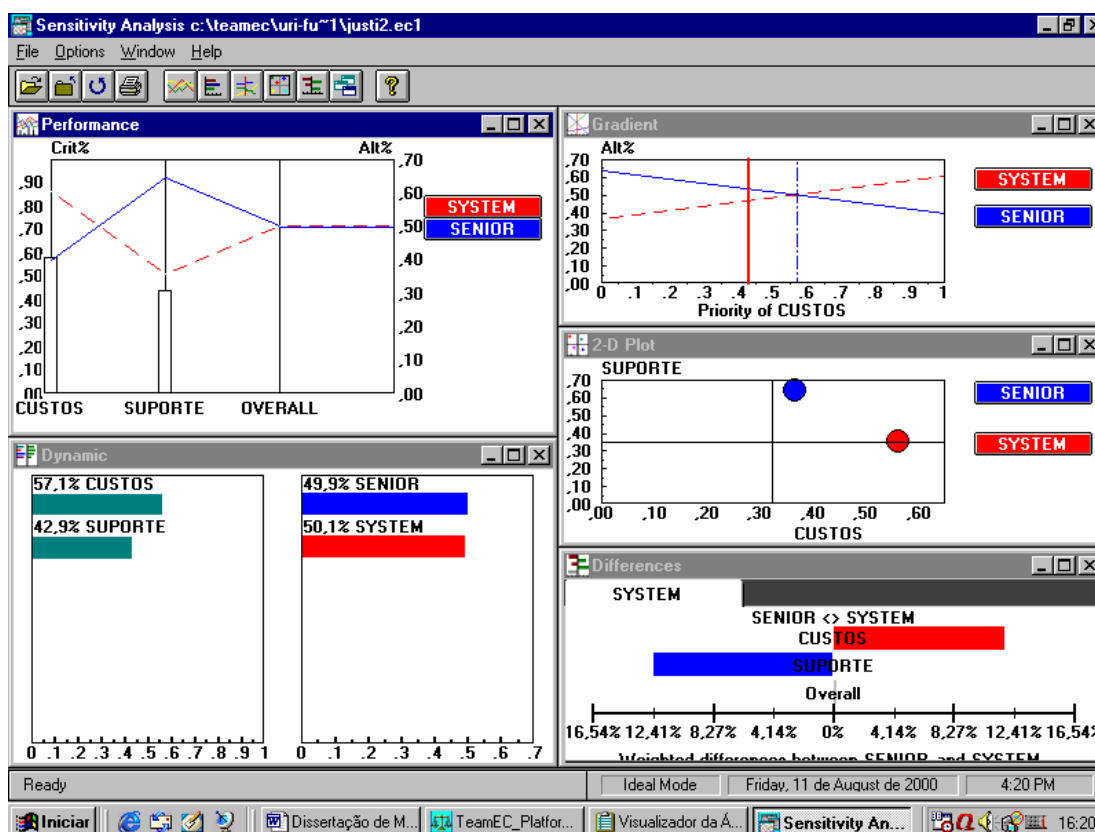 Sensitivity Analysis c:\teamec\uri-fu~1\justi2.ec1
File Options Window Help
Performance
Crit%
Alt%
,90
,80
,70
,60
,50
,40
,30
,20
,10
,00
,70
,60
,50
,40
,30
,20
,10
,00
SYSTEM
SENIOR
CUSTOS SUPORTE OVERALL
Gradient
Alt%
,70
,60
,50
,40
,30
,20
,10
,00
0 .1 .2 .3 .4 .5 .6 .7 .8 .9 1
Priority of CUSTOS
SYSTEM
SENIOR
2-D Plot
SUPORTE
,70
,60
,50
,40
,30
,20
,10
,00
,00 ,10 ,20 ,30 ,40 ,50 ,60
CUSTOS
SENIOR
SYSTEM
Dynamic
57,1% CUSTOS
42,9% SUPORTE
0 .1 .2 .3 .4 .5 .6 .7 .8 .9 1
49,9% SENIOR
50,1% SYSTEM
0 .1 .2 .3 .4 .5 .6 .7
Differences
SYSTEM
SENIOR <> SYSTEM
CUSTOS
SUPORTE
Overall
16,54% 12,41% 8,27% 4,14% 0% 4,14% 8,27% 12,41% 16,54%
Weighted differences between SENIOR and SYSTEM
Ready
Ideal Mode
Friday, 11 de August de 2000
4:20 PM
Iniciar
Dissertação de M...
TeamEC_Platfor...
Visualizador da Á...
Sensitivity An...
16:20